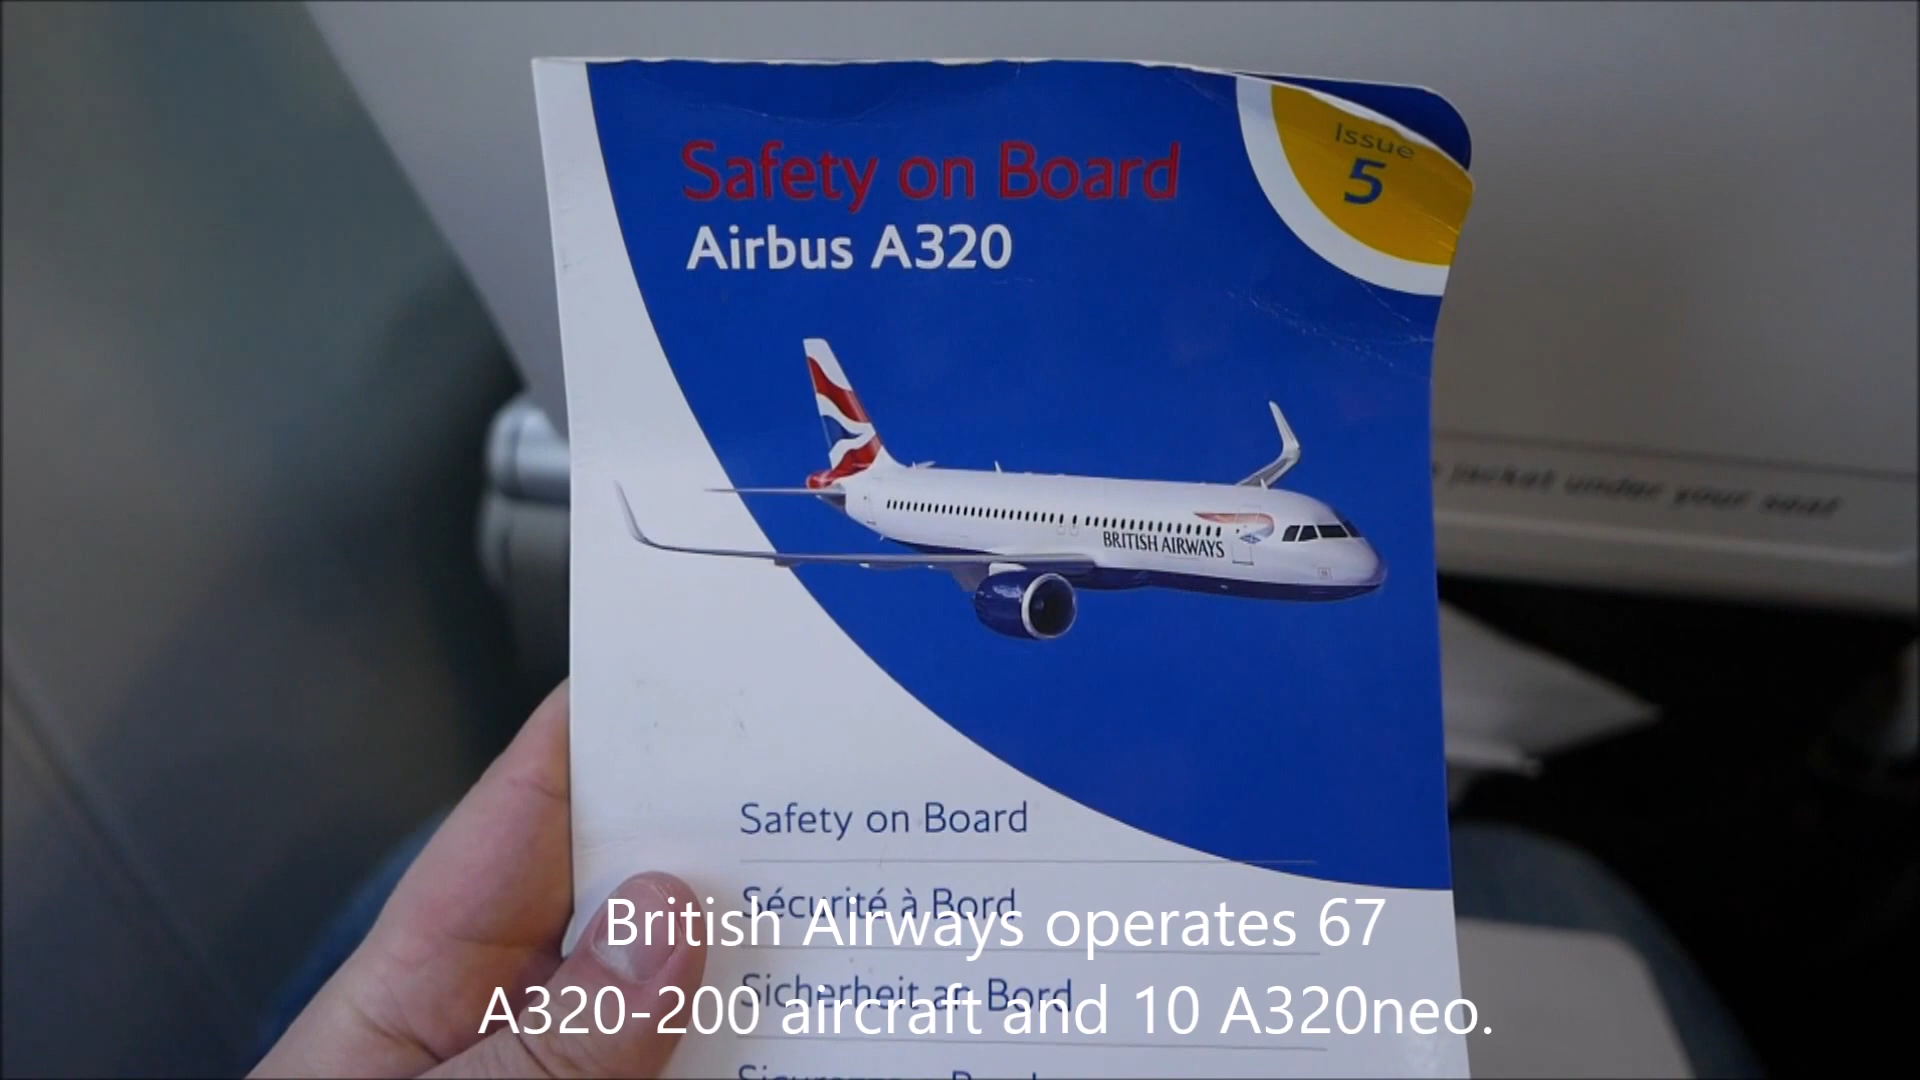 Safety on Board
Airbus A320
Issue
5
BRITISH AIRWAYS
jacket under your seat
Safety on Board
Sécurité à Bord
Sicherheit an Bord
British Airways operates 67
A320-200 aircraft and 10 A320neo.